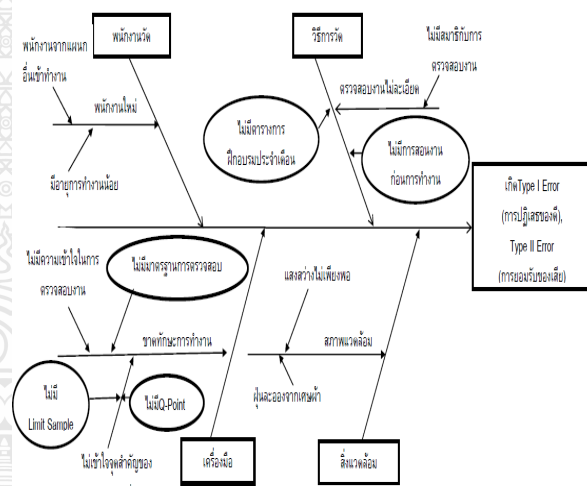 พนักงานวัด
วิธีการวัด
ไม่มีสมาธิกับการ
ตรวจสอบงาน
พนักงานจากแผนก
อื่นเข้าทำงาน
พนักงานใหม่
มีอายุการทำงานน้อย
ตรวจสอบงานไม่ละเอียด
ไม่มีตารางการ
ฝึกอบรมประจำเดือน
ไม่มีการสอนงาน
ก่อนการทำงาน
เกิดType I Error
(การปฏิเสธของดี),
Type II Error
(การยอมรับของเสีย)
ไม่มีความเข้าใจในการ
ตรวจสอบงาน
ไม่มีมาตรฐานการตรวจสอบ
แสงสว่างไม่เพียงพอ
ขาดทักษะการทำงาน
สภาพแวดล้อม
ไม่มี
Limit Sample
ไม่มีQ-Point
ฝุ่นละอองจากเศษผ้า
ไม่เข้าใจจุดสำคัญของ
เครื่องมือ
สิ่งแวดล้อม